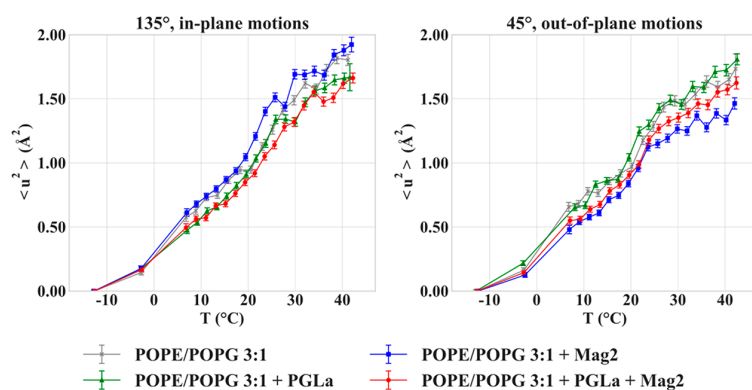 135°, in-plane motions
45°, out-of-plane motions
2.00
1.50
1.00
0.50
0.00
<u²> (Å²)
-10 0 10 20 30 40
T (°C)
2.00
1.50
1.00
0.50
0.00
<u²> (Å²)
-10 0 10 20 30 40
T (°C)
POPE/POPG 3:1
POPE/POPG 3:1 + Mag2
POPE/POPG 3:1 + PGLa
POPE/POPG 3:1 + PGLa + Mag2